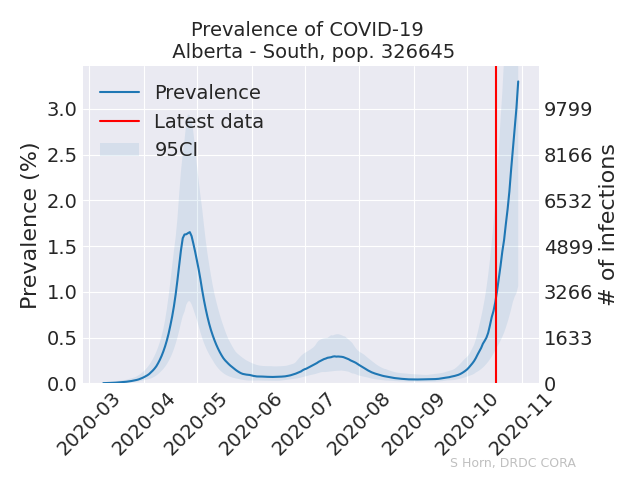 Prevalence of COVID-19
Alberta - South, pop. 326645
Prevalence
Latest data
95CI
Prevalence (%)
3.0
2.5
2.0
1.5
1.0
0.5
0.0
9799
8166
6532
4899
3266
1633
0
# of infections
2020-03
2020-04
2020-05
2020-06
2020-07
2020-08
2020-09
2020-10
2020-11
S Horn, DRDC CORA